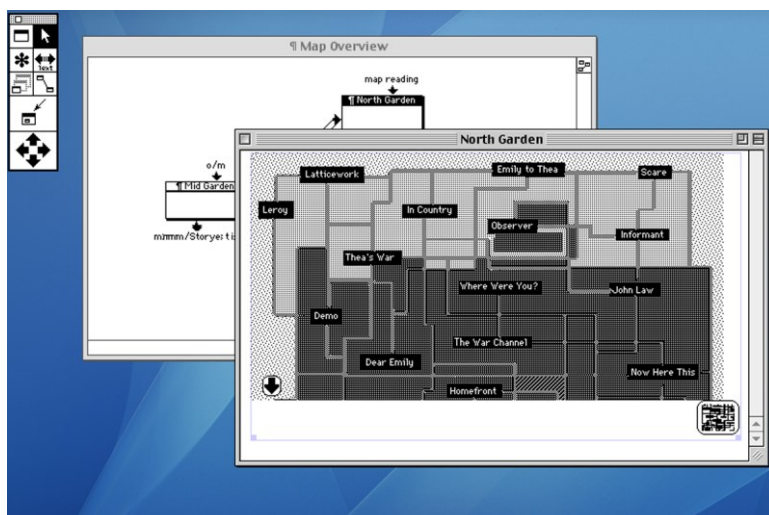 ¶ Map Overview
text
map reading
¶ North Garden
o/m
¶ Mid Garden
North Garden
Latticework
Emily to Thea
Scare
Leroy
In Country
Observer
Informant
Thea's War
Where Were You?
John Law
Demo
The War Channel
Dear Emily
Now Here This
Homefront